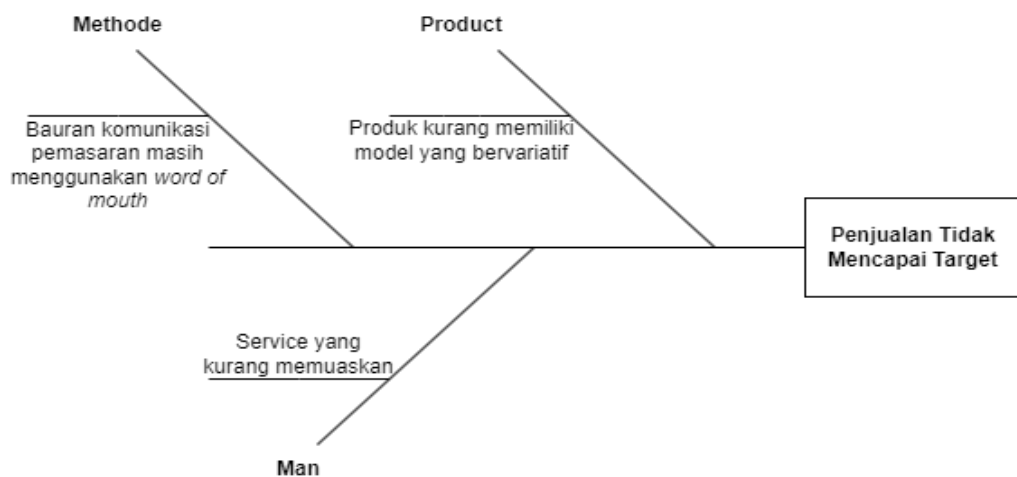 Methode
Product
Bauran komunikasi
pemasaran masih
menggunakan word of
mouth
Produk kurang memiliki
model yang bervariatif
Penjualan Tidak
Mencapai Target
Service yang
kurang memuaskan
Man